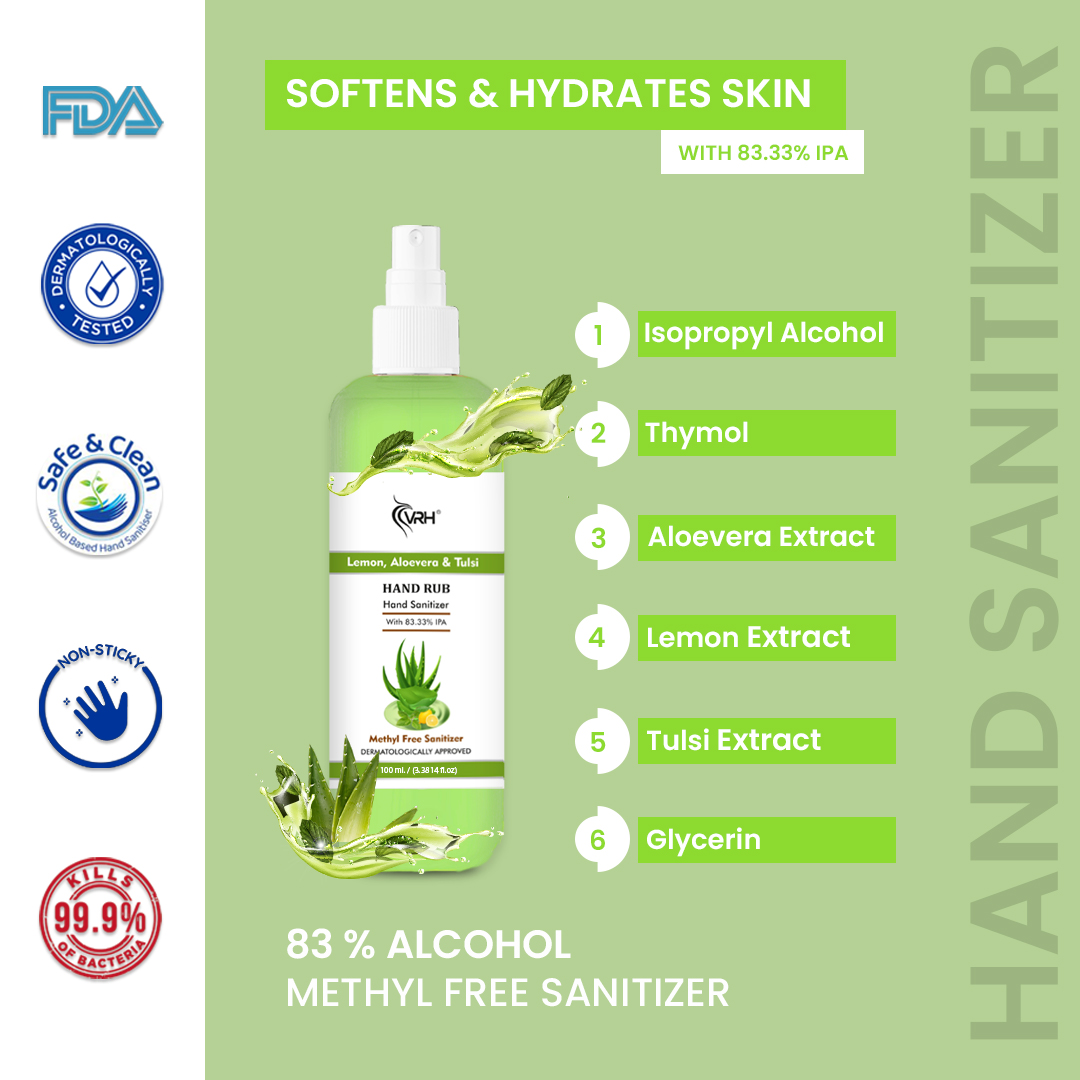 FDA
DERMATOLOGICALLY
TESTED
Safe & Clean
Alcohol Based Hand Sanitiser
NON-STICKY
KILLS
99.9%
OF BACTERIA
SOFTENS & HYDRATES SKIN
WITH 83.33% IPA
VRH®
Lemon, Aloevera & Tulsi
HAND RUB
Hand Sanitizer
With 83.33% IPA
Methyl Free Sanitizer
DERMATOLOGICALLY APPROVED
100 ml. / (3.3814 fl.oz)
1 Isopropyl Alcohol
2 Thymol
3 Aloevera Extract
4 Lemon Extract
5 Tulsi Extract
6 Glycerin
83 % ALCOHOL
METHYL FREE SANITIZER
HAND SANITIZER